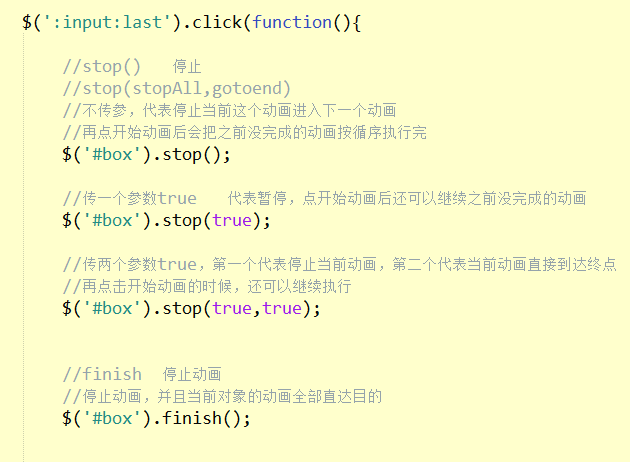 $(':input:last').click(function(){
//stop()   停止
//stop(stopAll,gotoend)
//不传参，代表停止当前这个动画进入下一个动画
//再点开始动画后会把之前没完成的动画按循序执行完
$('#box').stop();
//传一个参数true   代表暂停，点开始动画后还可以继续之前没完成的动画
$('#box').stop(true);
//传两个参数true，第一个代表停止当前动画，第二个代表当前动画直接到达终点
//再点击开始动画的时候，还可以继续执行
$('#box').stop(true,true);
//finish  停止动画
//停止动画，并且当前对象的动画全部直达目的
$('#box').finish();